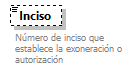 Inciso
Número de inciso que
establece la exoneración o
autorización